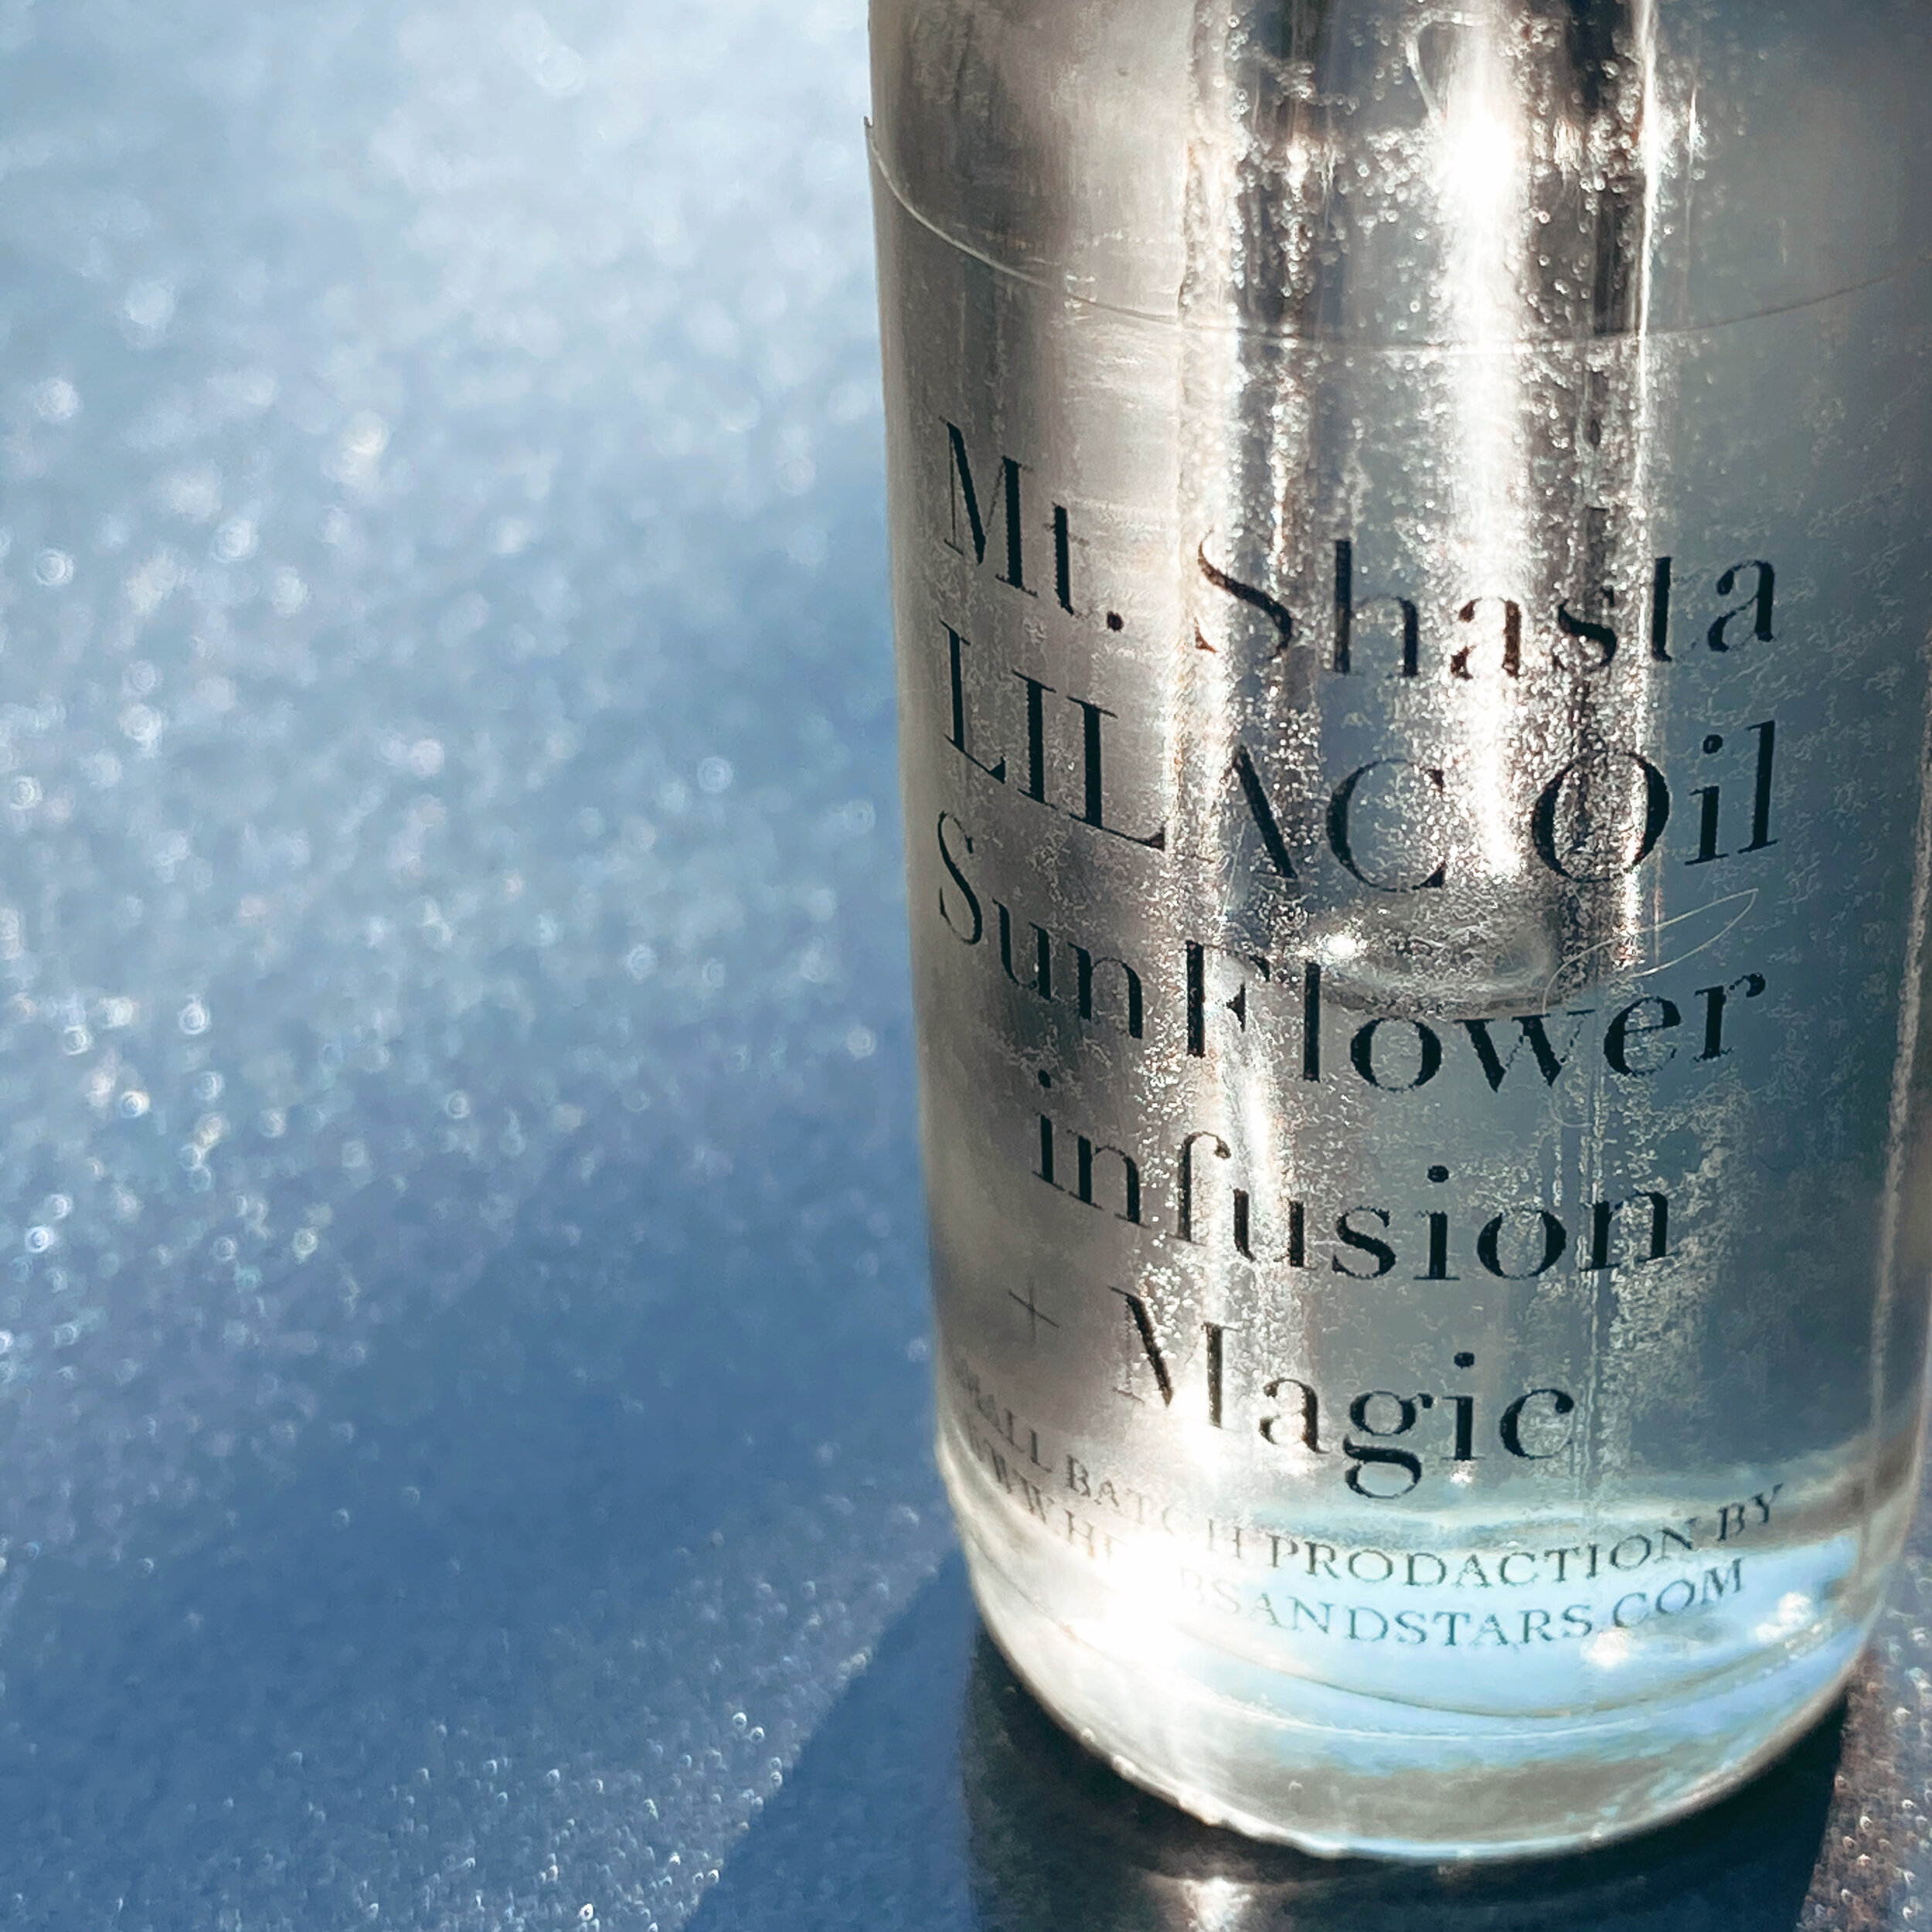 Mt. Shasta
LILAC Oil
SunFlower
infusion
+ Magic
SMALL BATCH PRODACTION BY
WWW.HERBSANDSTARS.COM